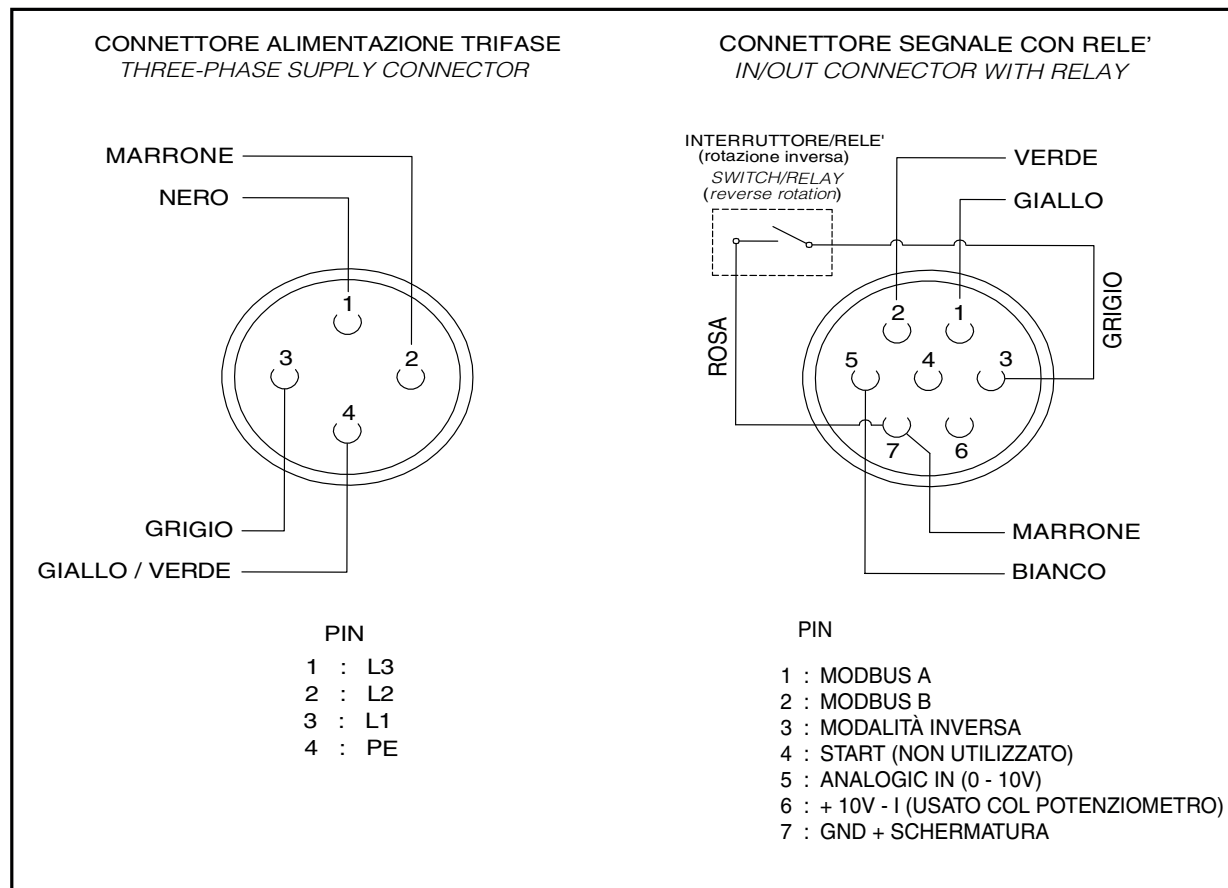 CONNETTORE ALIMENTAZIONE TRIFASE
THREE-PHASE SUPPLY CONNECTOR
MARRONE
NERO
1
3
2
4
GRIGIO
GIALLO / VERDE
PIN
1 : L3
2 : L2
3 : L1
4 : PE
CONNETTORE SEGNALE CON RELE'
IN/OUT CONNECTOR WITH RELAY
INTERRUTTORE/RELE'
(rotazione inversa)
SWITCH/RELAY
(reverse rotation)
VERDE
GIALLO
ROSA
GRIGIO
2
1
5
4
3
7
6
MARRONE
BIANCO
PIN
1 : MODBUS A
2 : MODBUS B
3 : MODALITÀ INVERSA
4 : START (NON UTILIZZATO)
5 : ANALOGIC IN (0 - 10V)
6 : + 10V - I (USATO COL POTENZIOMETRO)
7 : GND + SCHERMATURA